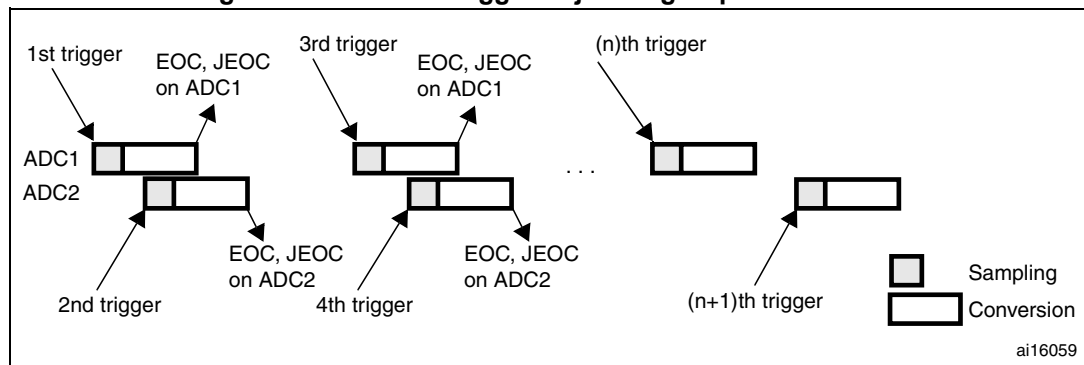 1st trigger
EOC, JEOC
on ADC1
3rd trigger
EOC, JEOC
on ADC1
(n)th trigger
ADC1
. . .
ADC2
EOC, JEOC
on ADC2
EOC, JEOC
on ADC2
2nd trigger
4th trigger
(n+1)th trigger
Sampling
Conversion
ai16059